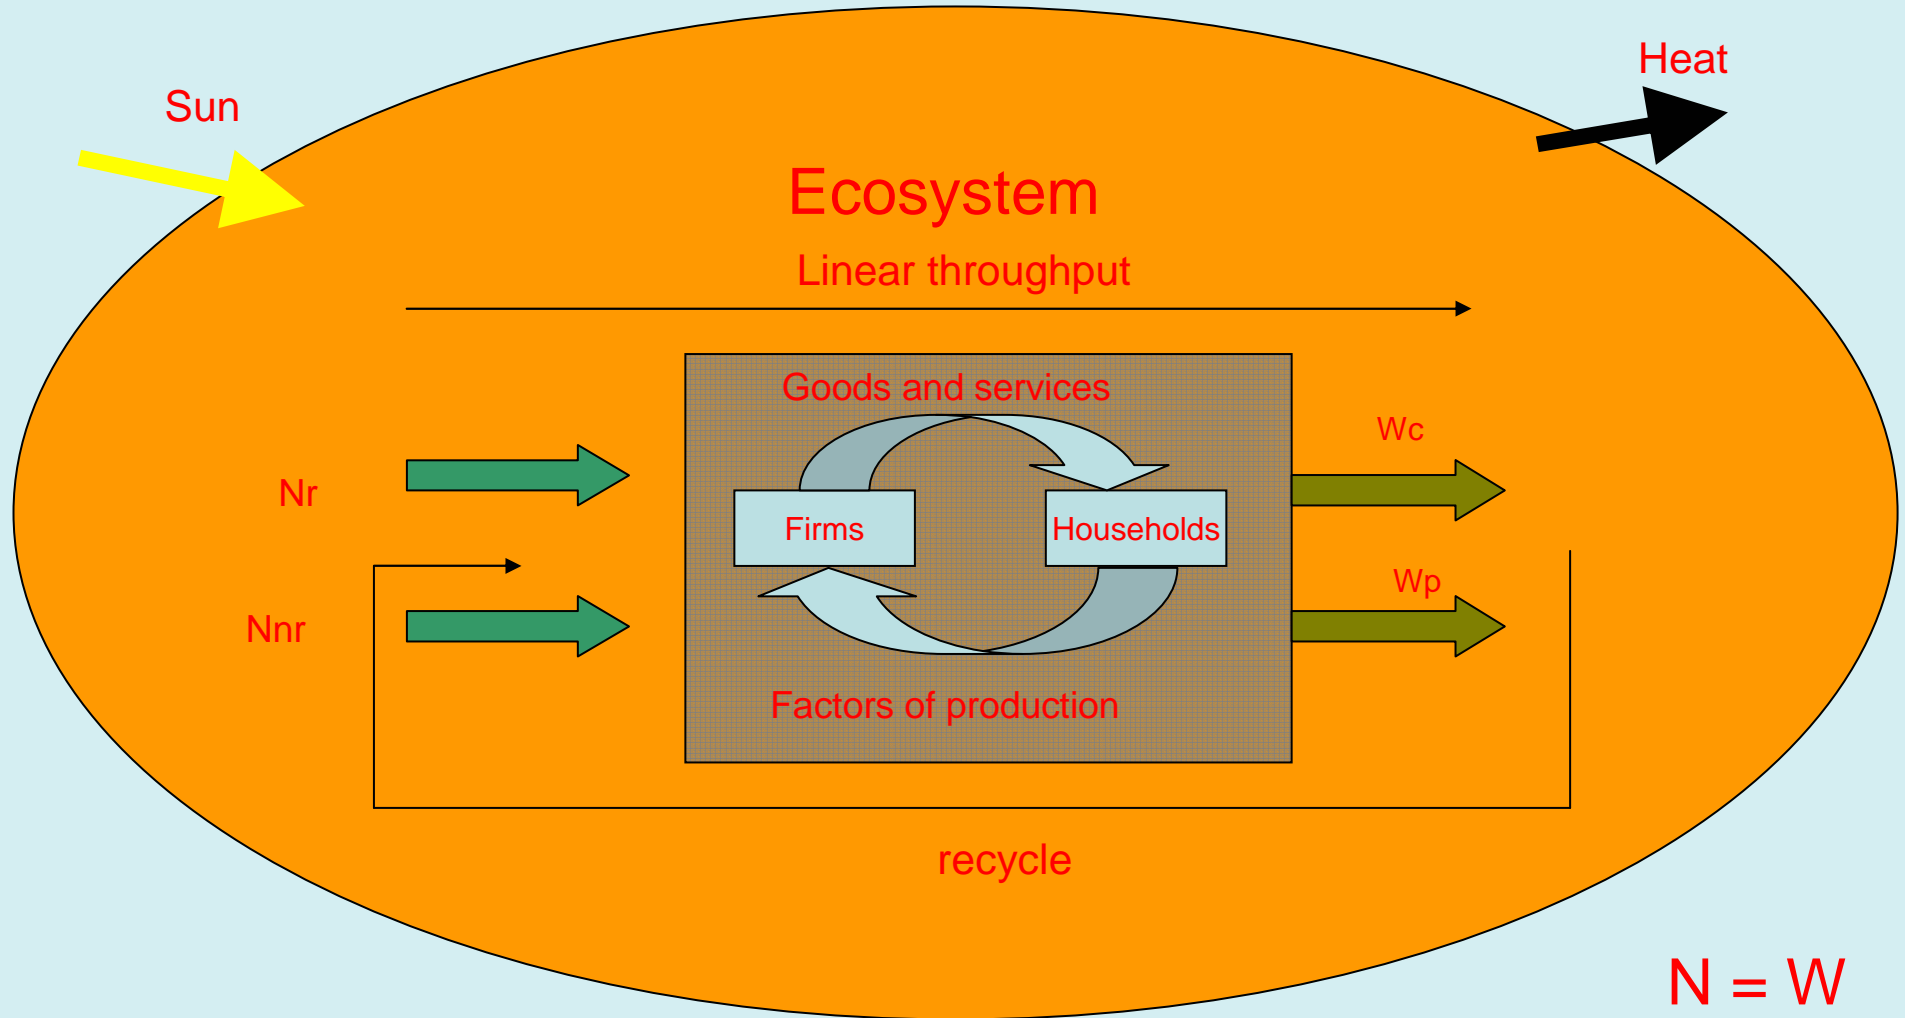 Sun
Heat
Ecosystem
Linear throughput
Goods and services
Wc
Nr
Firms
Households
Wp
Nnr
Factors of production
recycle
N = W